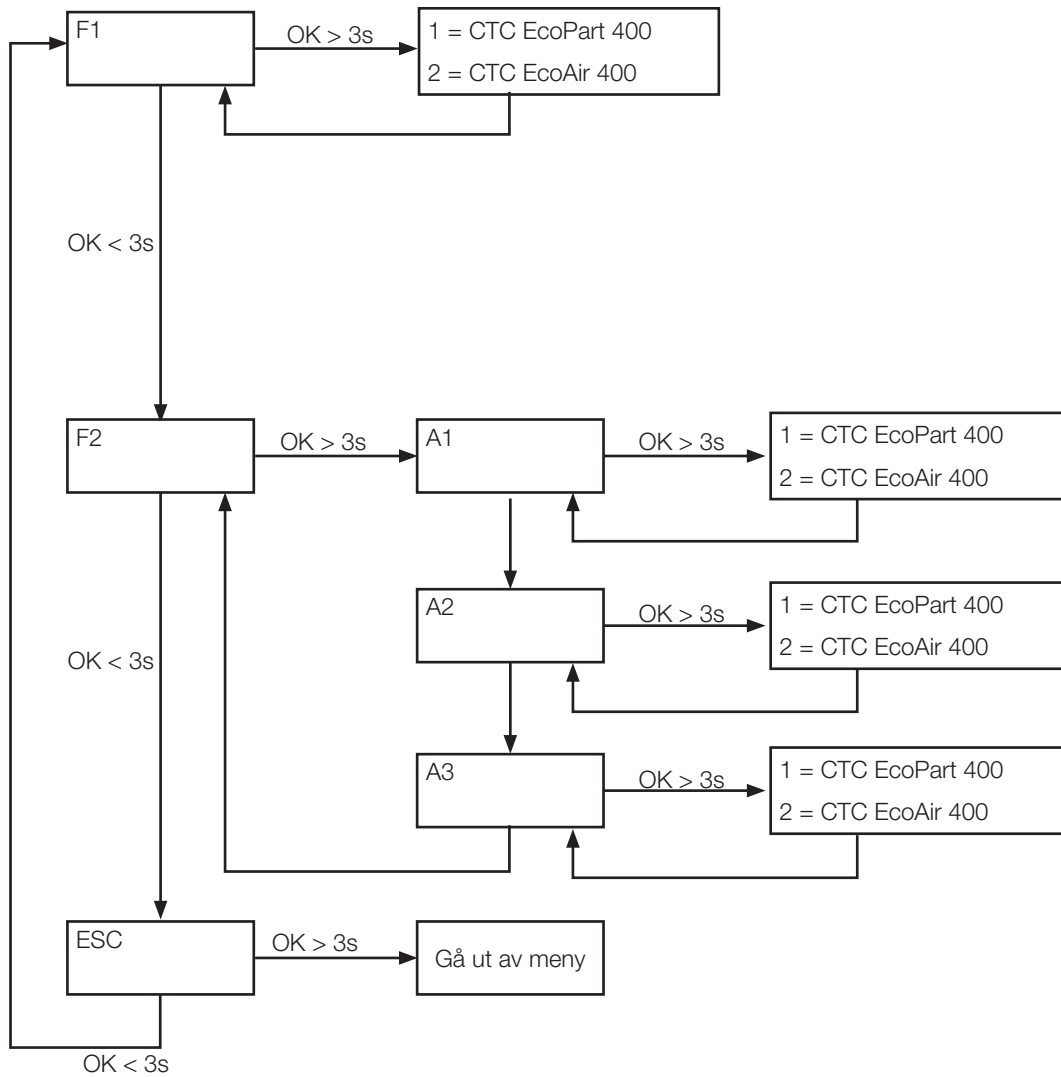 F1
OK > 3s
1 = CTC EcoPart 400
2 = CTC EcoAir 400
OK < 3s
F2
OK > 3s
A1
OK > 3s
1 = CTC EcoPart 400
2 = CTC EcoAir 400
A2
OK > 3s
1 = CTC EcoPart 400
2 = CTC EcoAir 400
OK < 3s
A3
OK > 3s
1 = CTC EcoPart 400
2 = CTC EcoAir 400
ESC
OK > 3s
Gå ut av meny
OK < 3s